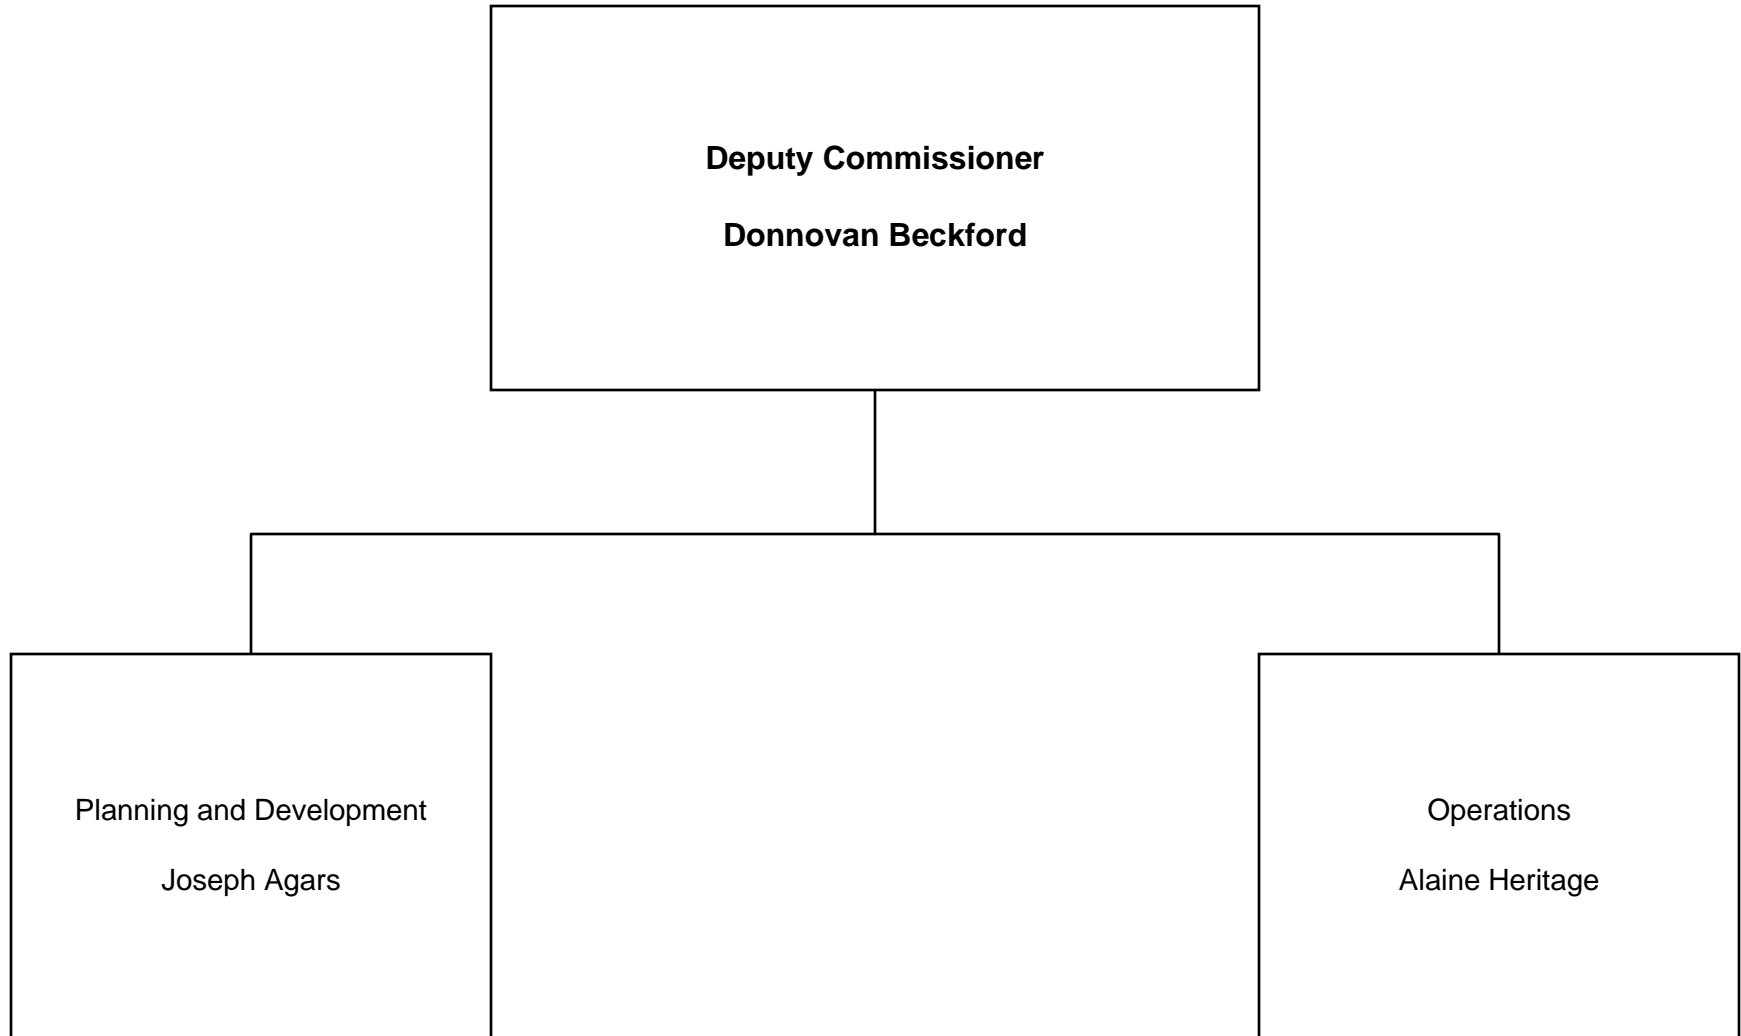 Deputy Commissioner
Donnovan Beckford
Planning and Development
Joseph Agars
Operations
Alaine Heritage